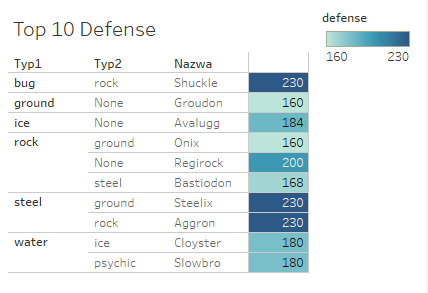 Top 10 Defense
Typ1 Typ2 Nazwa
bug rock Shuckle 230
ground None Groudon 160
ice None Avalugg 184
rock ground Onix 160
None Regirock 200
steel Bastiodon 168
steel ground Steelix 230
rock Aggron 230
water ice Cloyster 180
psychic Slowbro 180
defense
160 230